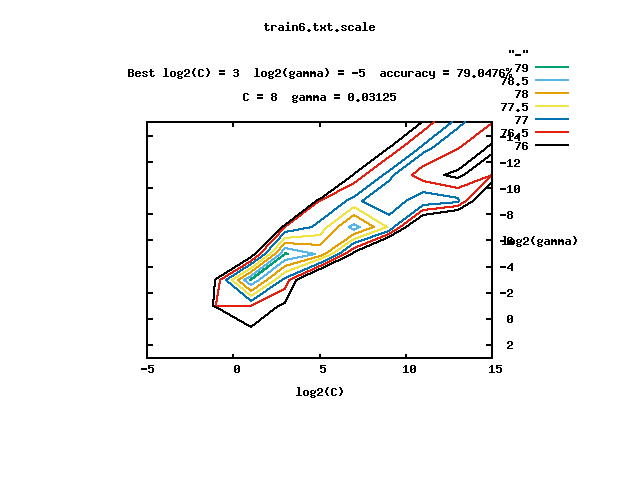 train6.txt.scale
"-"
Best log2(C) = 3  log2(gamma) = -5  accuracy = 79.0476%
79
78.5
78
77.5
77
76.5
76
C = 8  gamma = 0.03125
-14
-12
-10
-8
-6
-4
-2
0
2
log2(gamma)
-5 0 5 10 15
log2(C)